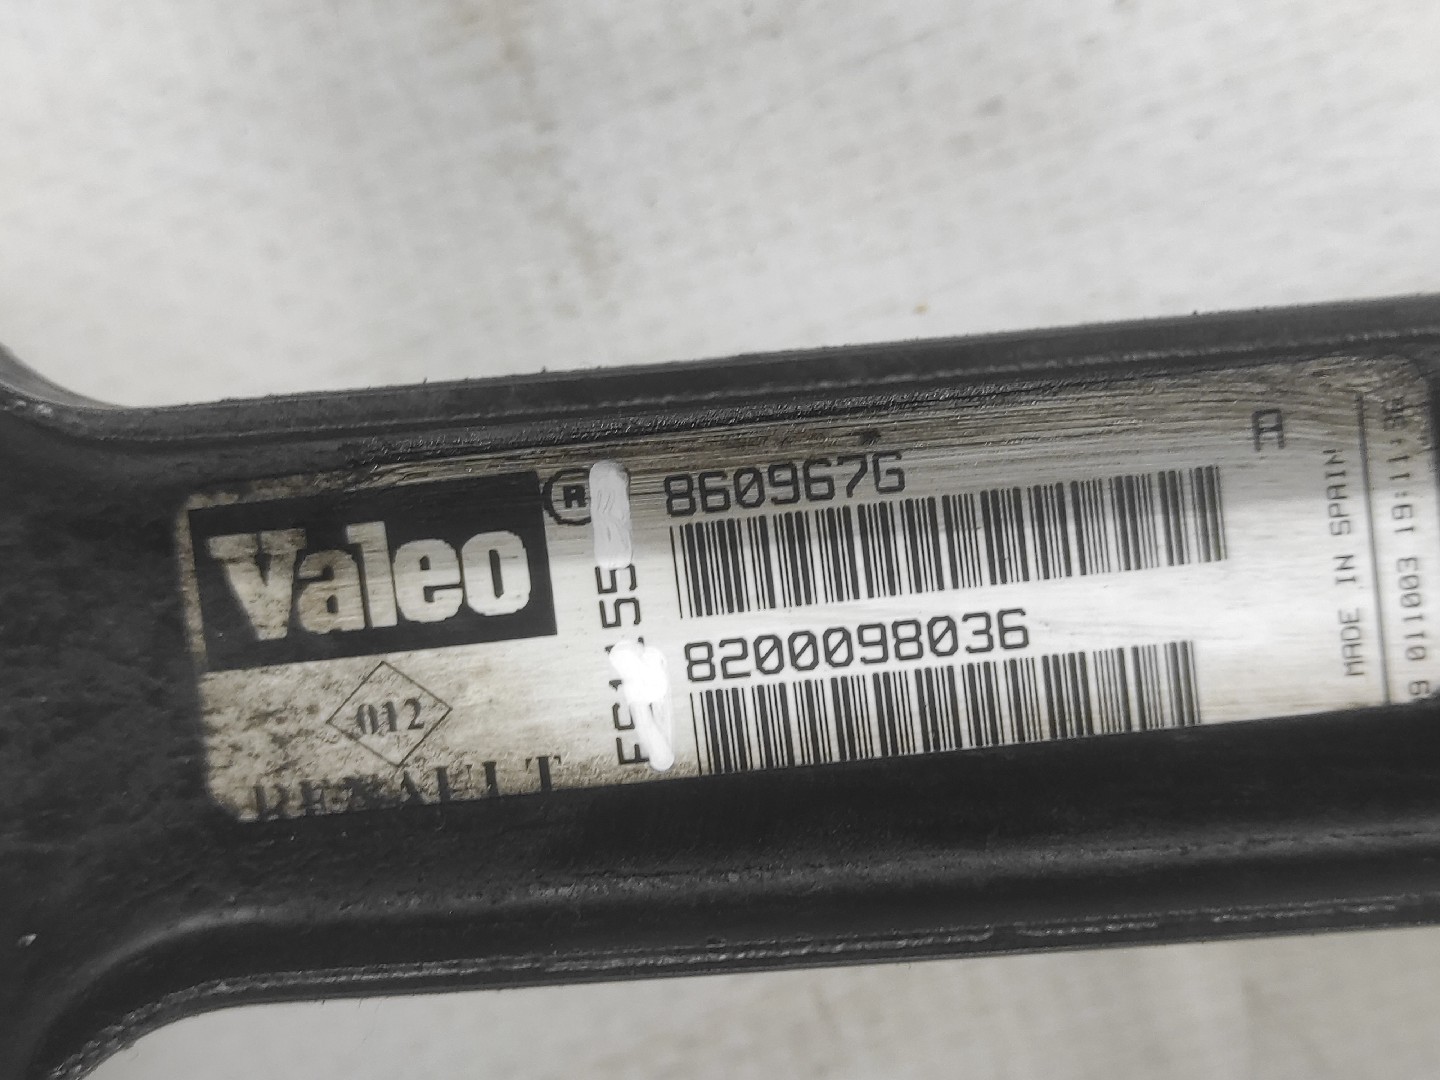 Valeo ®
012
RENAULT
860967G
8200098036
A
MADE IN SPAIN